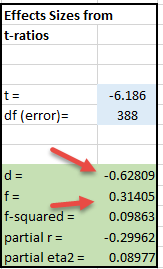 Effects Sizes from
t-ratios
t = -6.186
df (error)= 388
d = -0.62809
f = 0.31405
f-squared = 0.09863
partial r = -0.29962
partial eta2 = 0.08977